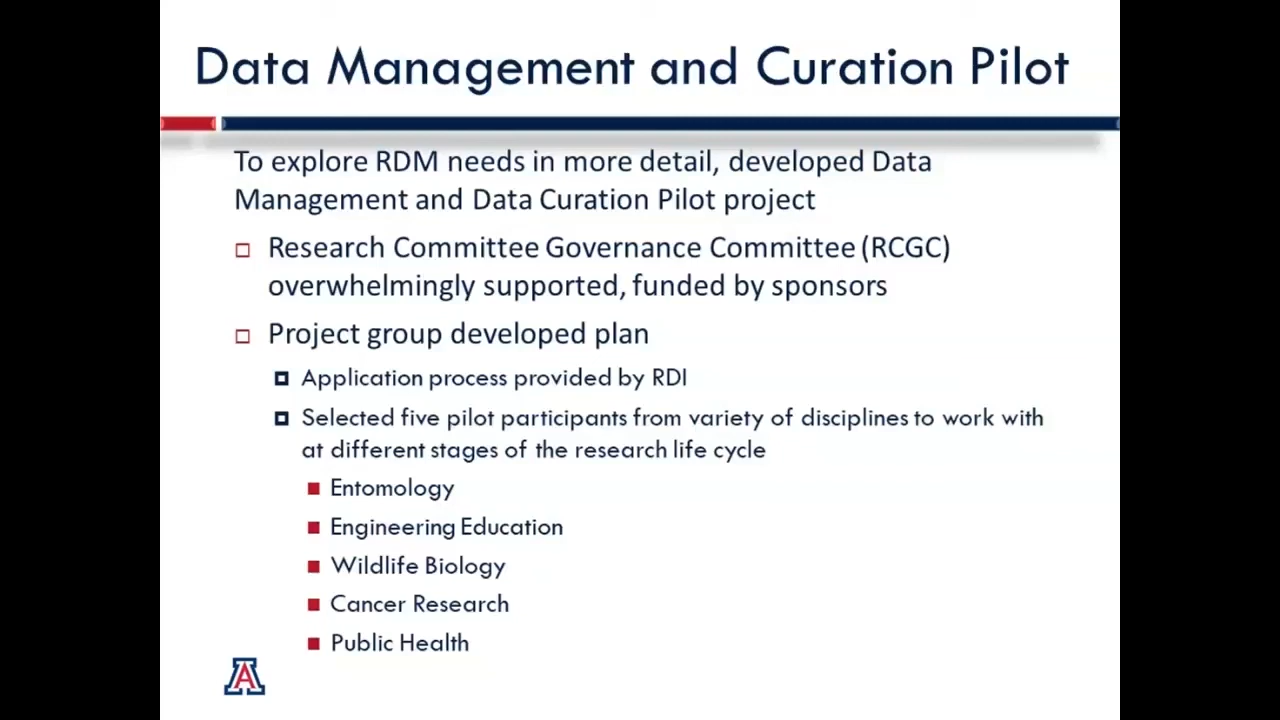 Data Management and Curation Pilot
To explore RDM needs in more detail, developed Data
Management and Data Curation Pilot project
Research Committee Governance Committee (RCGC)
overwhelmingly supported, funded by sponsors
Project group developed plan
Application process provided by RDI
Selected five pilot participants from variety of disciplines to work with
at different stages of the research life cycle
Entomology
Engineering Education
Wildlife Biology
Cancer Research
Public Health
A